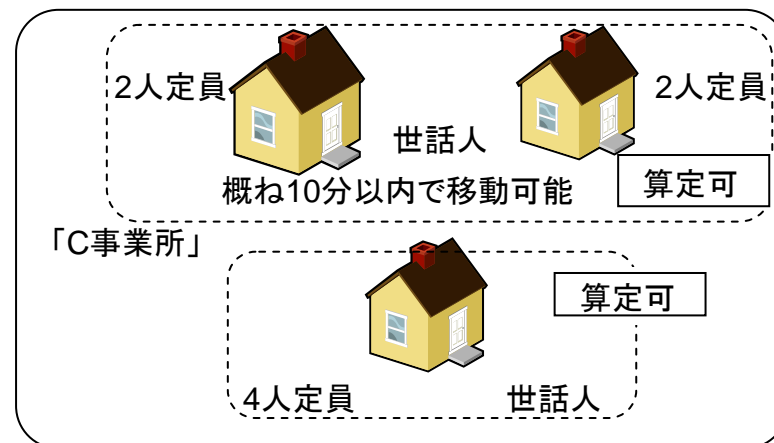 2人定員
2人定員
世話人
概ね10分以内で移動可能
算定可
「C事業所」
算定可
4人定員
世話人